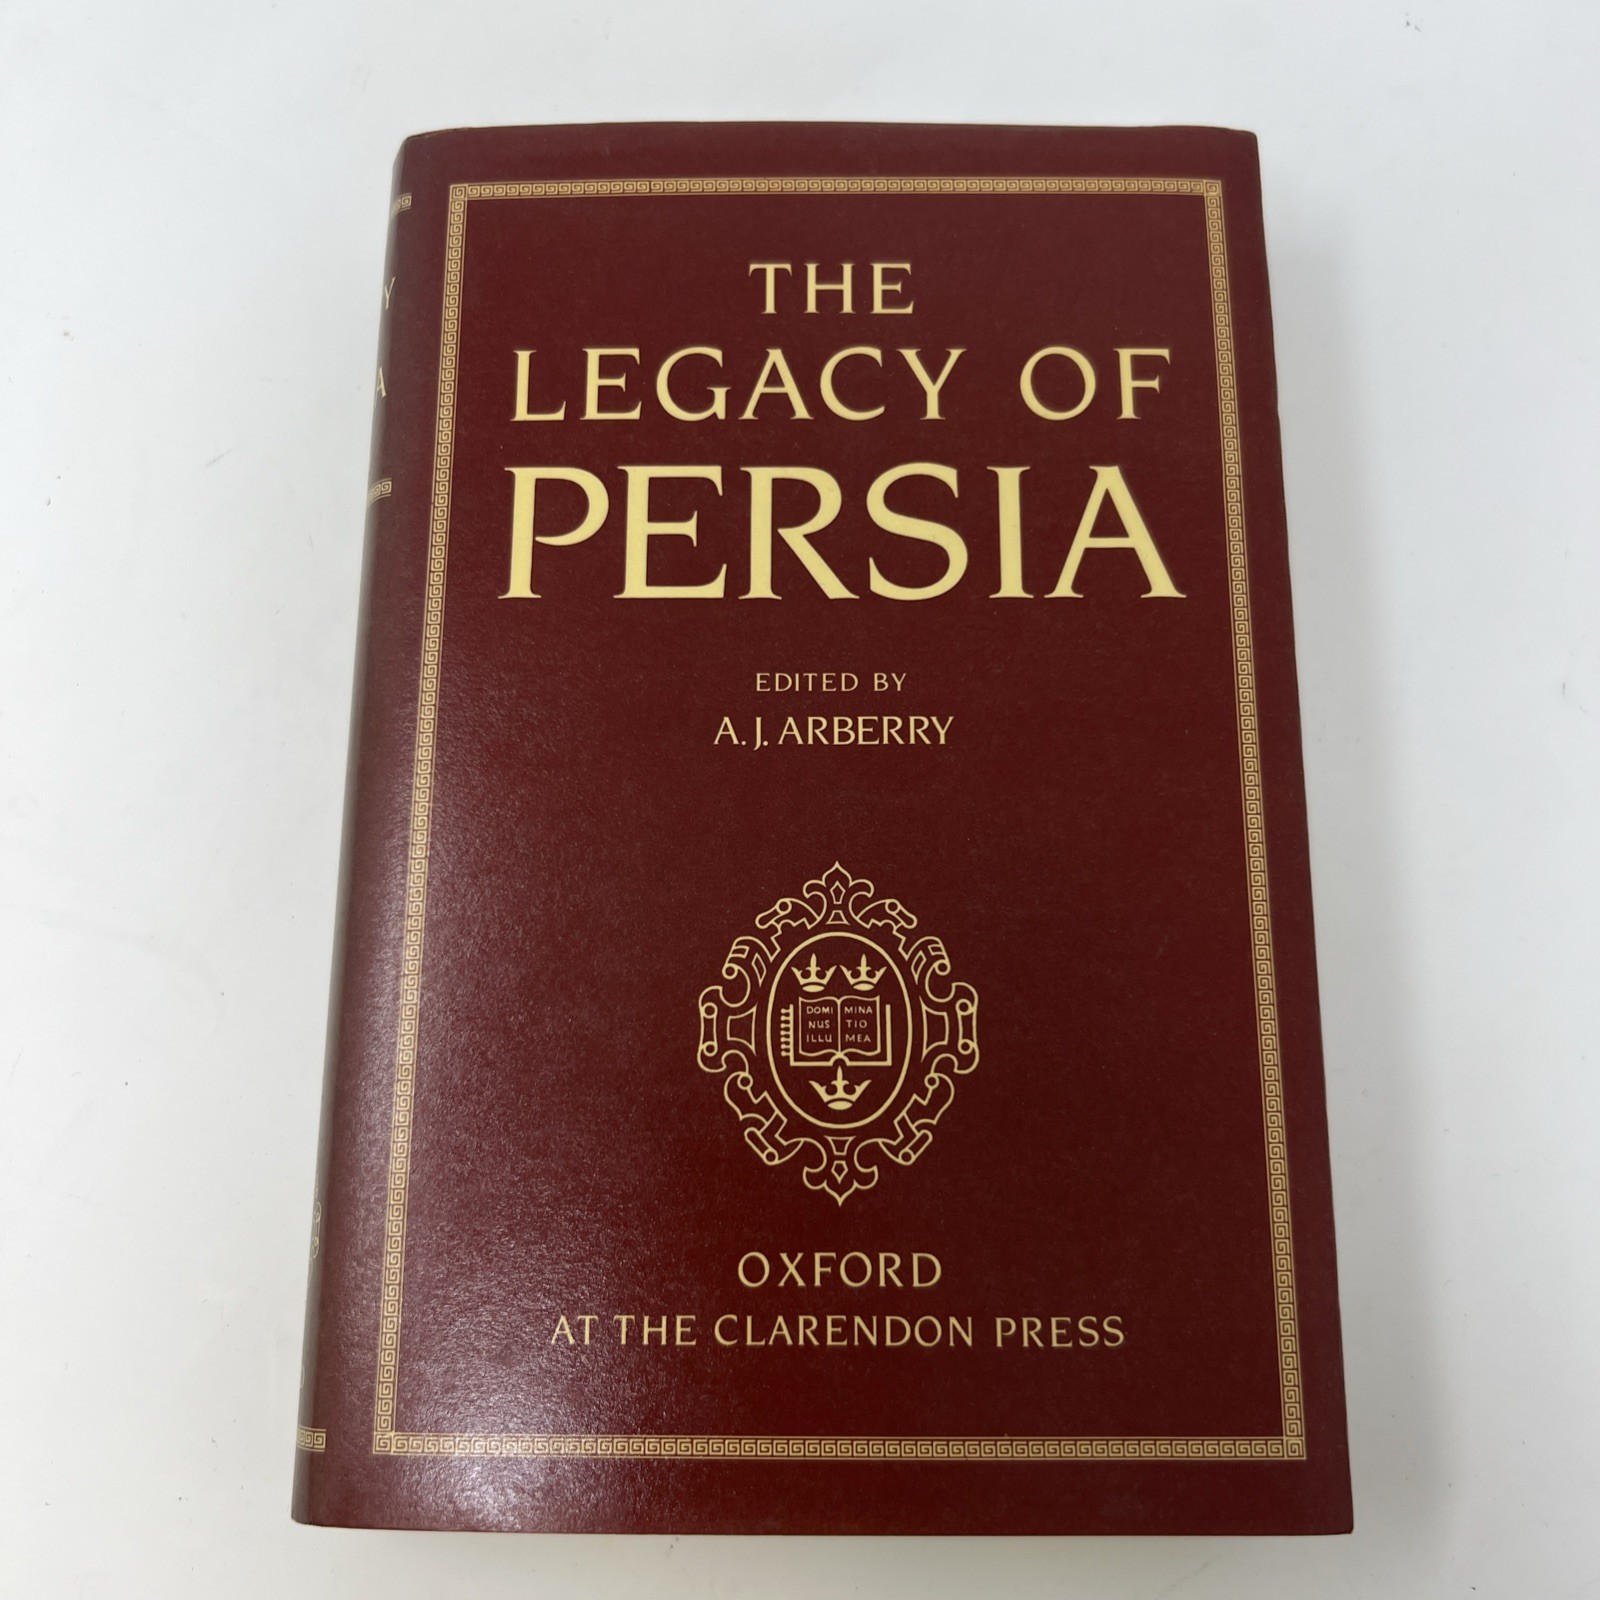 THE
LEGACY OF
PERSIA
EDITED BY
A. J. ARBERRY
DOMI MINA
NUS TIO
ILLU MEA
OXFORD
AT THE CLARENDON PRESS